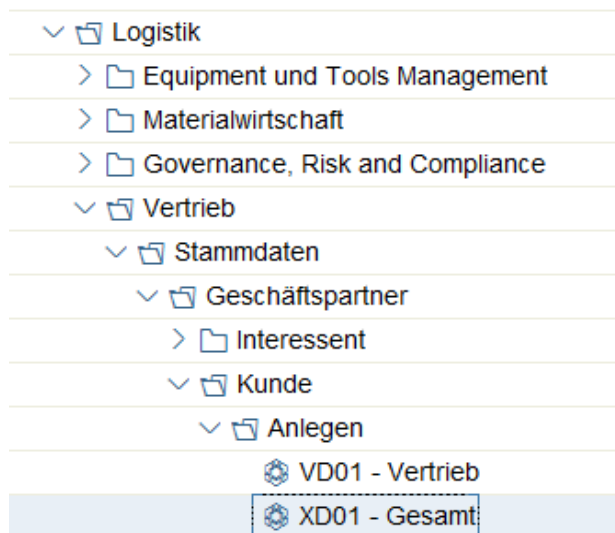 Logistik
Equipment und Tools Management
Materialwirtschaft
Governance, Risk and Compliance
Vertrieb
Stammdaten
Geschäftspartner
Interessent
Kunde
Anlegen
VD01 - Vertrieb
XD01 - Gesamt